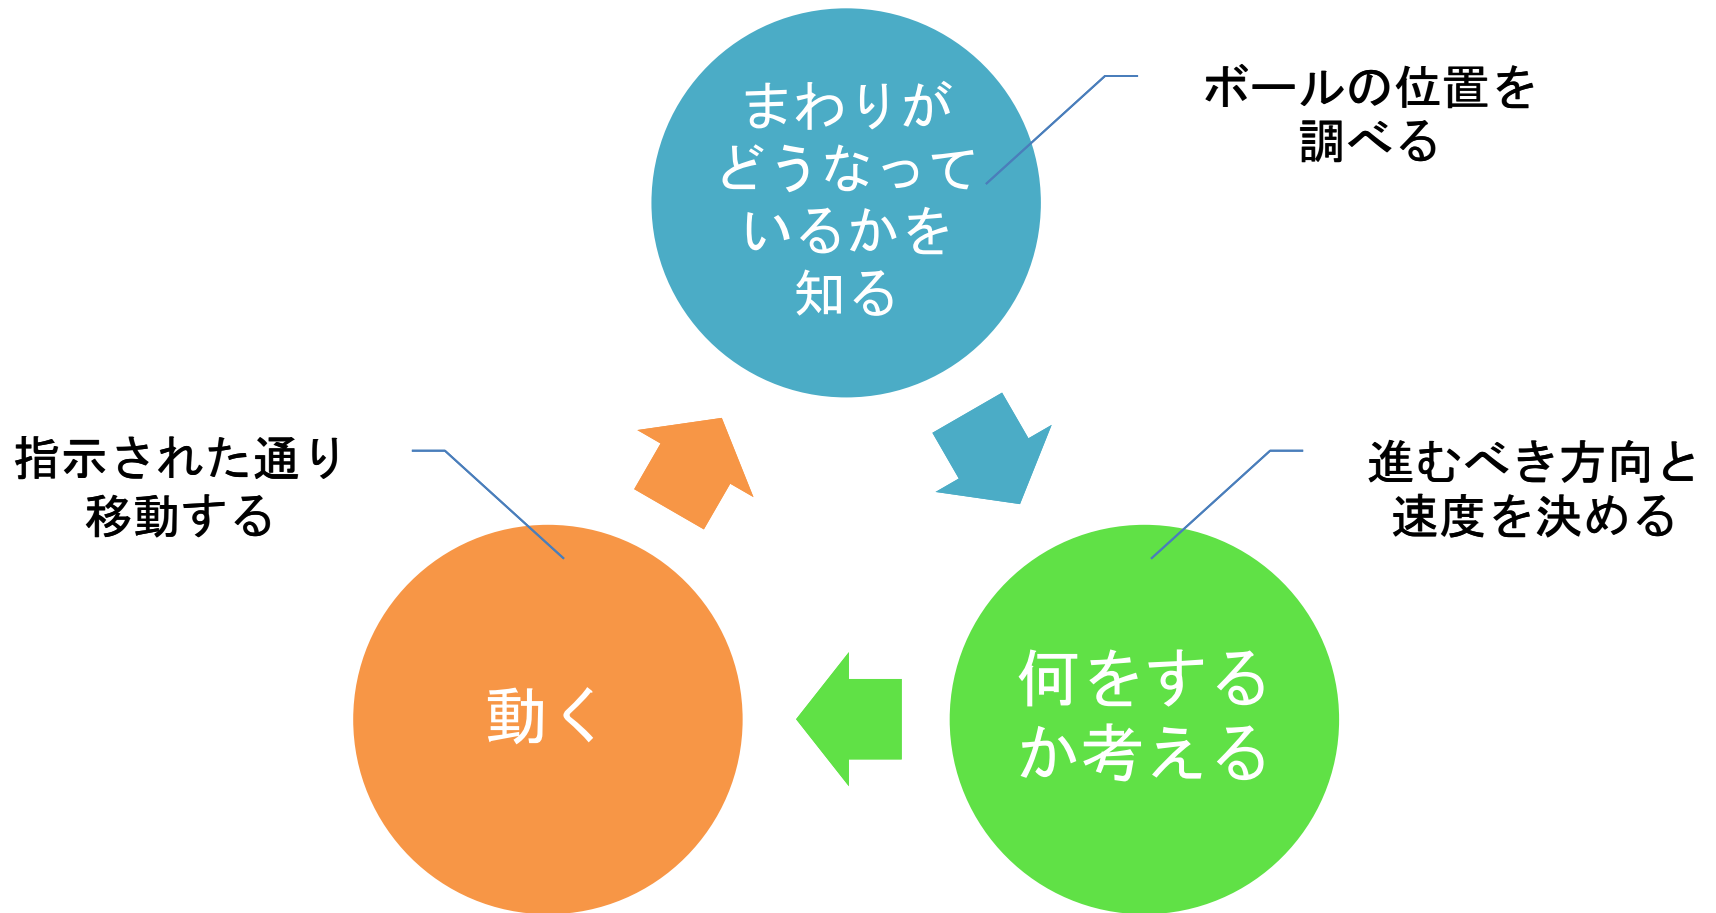 まわりが
どうなって
いるかを
知る
ボールの位置を
調べる
指示された通り
移動する
進むべき方向と
速度を決める
動く
何をする
か考える